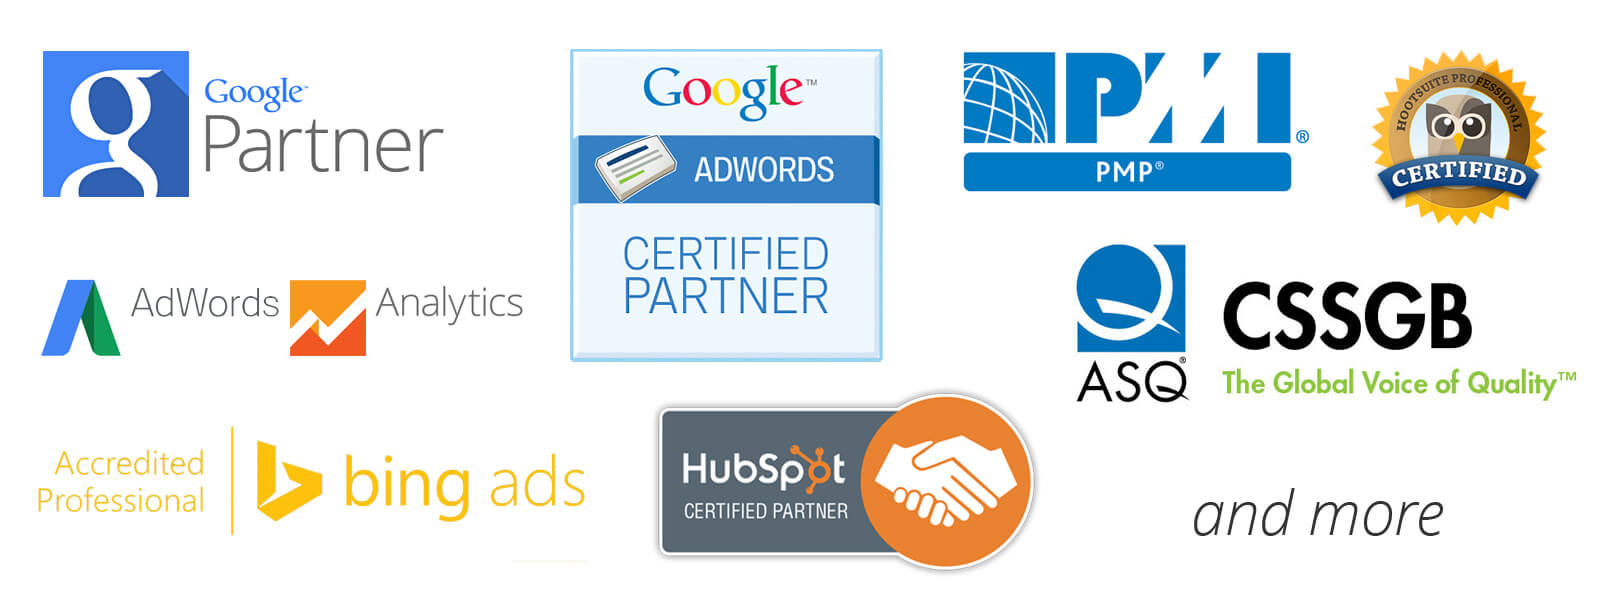 Google
Partner
Google™
ADWORDS
CERTIFIED
PARTNER
PMI®
PMP®
HOOTSUITE PROFESSIONAL
CERTIFIED
AdWords
Analytics
ASQ®
CSSGB
The Global Voice of Quality™
Accredited
Professional
bing ads
HubSpot
CERTIFIED PARTNER
and more